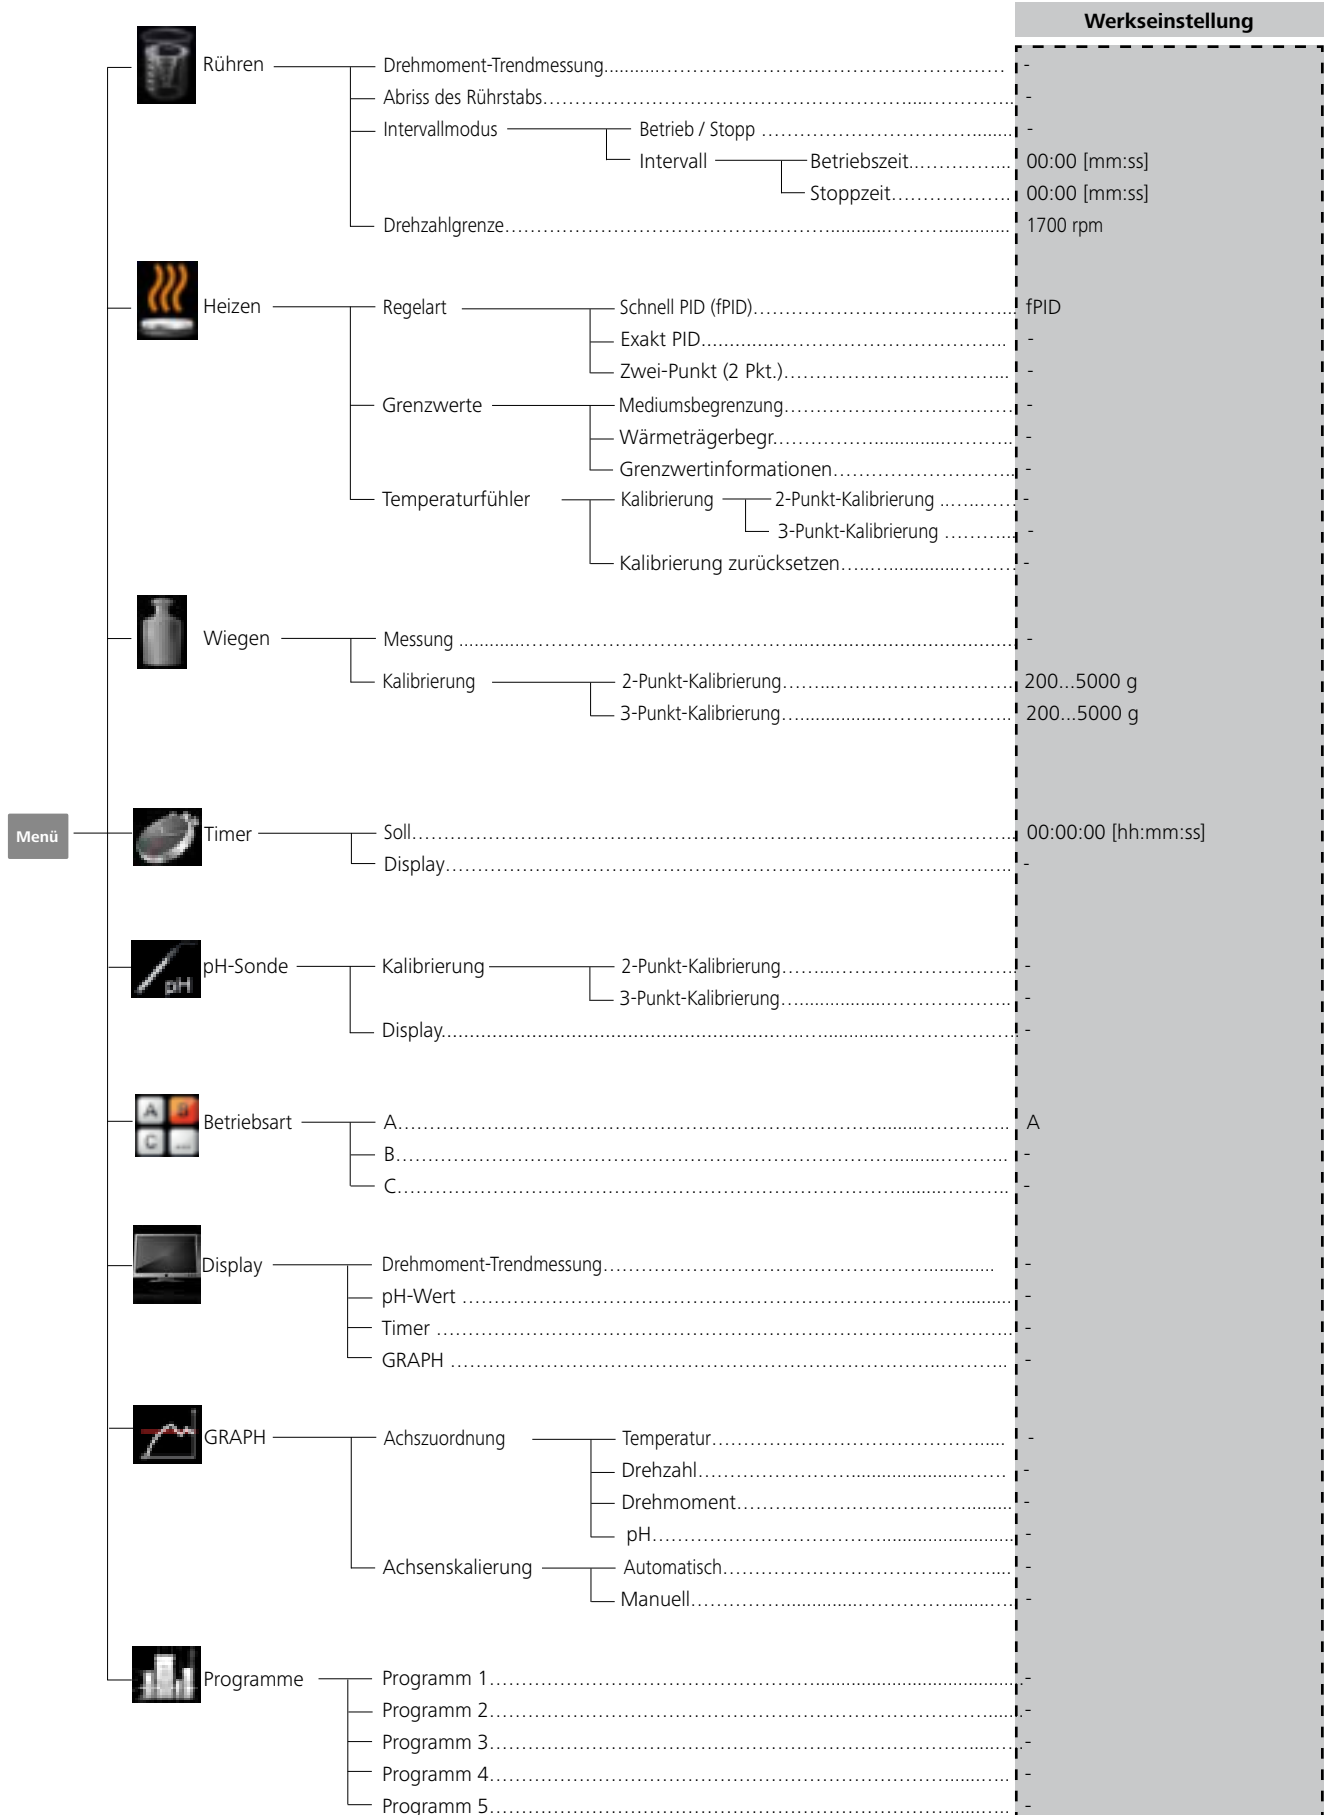 Werkseinstellung
Rühren Drehmoment-Trendmessung -
Abriss des Rührstabs -
Intervallmodus Betrieb / Stopp -
Intervall Betriebszeit 00:00 [mm:ss]
Stoppzeit 00:00 [mm:ss]
Drehzahlgrenze 1700 rpm
Heizen Regelart Schnell PID (fPID) fPID
Exakt PID -
Zwei-Punkt (2 Pkt.) -
Grenzwerte Mediumsbegrenzung -
Wärmeträgerbegr. -
Grenzwertinformationen -
Temperaturfühler Kalibrierung 2-Punkt-Kalibrierung -
3-Punkt-Kalibrierung -
Kalibrierung zurücksetzen -
Wiegen Messung -
Kalibrierung 2-Punkt-Kalibrierung 200...5000 g
3-Punkt-Kalibrierung 200...5000 g
Menü Timer Soll 00:00:00 [hh:mm:ss]
Display -
pH
pH-Sonde Kalibrierung 2-Punkt-Kalibrierung -
3-Punkt-Kalibrierung -
Display -
A B
C ...
Betriebsart A A
B -
C -
Display Drehmoment-Trendmessung -
pH-Wert -
Timer -
GRAPH -
GRAPH Achszuordnung Temperatur -
Drehzahl -
Drehmoment -
pH -
Achsenskalierung Automatisch -
Manuell -
Programme Programm 1 -
Programm 2 -
Programm 3 -
Programm 4 -
Programm 5 -